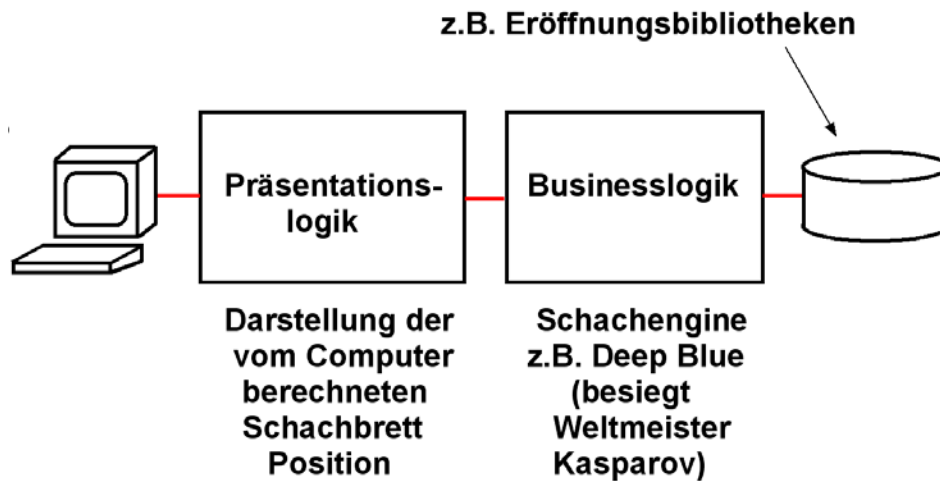 z.B. Eröffnungsbibliotheken
Präsentations-
logik
Businesslogik
Darstellung der
vom Computer
berechneten
Schachbrett
Position
Schachengine
z.B. Deep Blue
(besiegt
Weltmeister
Kasparov)